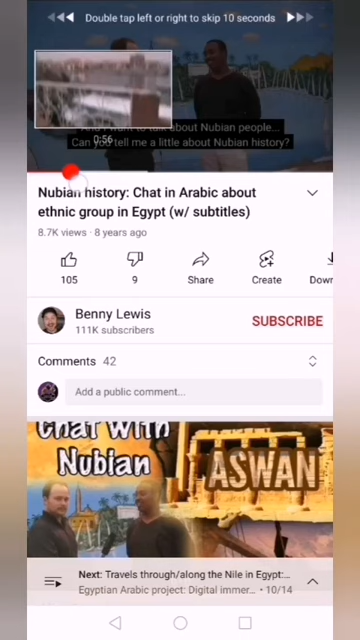 Double tap left or right to skip 10 seconds
And I want to talk about Nubian people...
Can you tell me a little about Nubian history?
0:56
Nubian history: Chat in Arabic about
ethnic group in Egypt (w/ subtitles)
8.7K views · 8 years ago
105
9
Share
Create
Down
Benny Lewis
111K subscribers
SUBSCRIBE
Comments 42
Add a public comment...
Chat with
Nubian
ASWAN
Next: Travels through/along the Nile in Egypt:...
Egyptian Arabic project: Digital immer... • 10/14